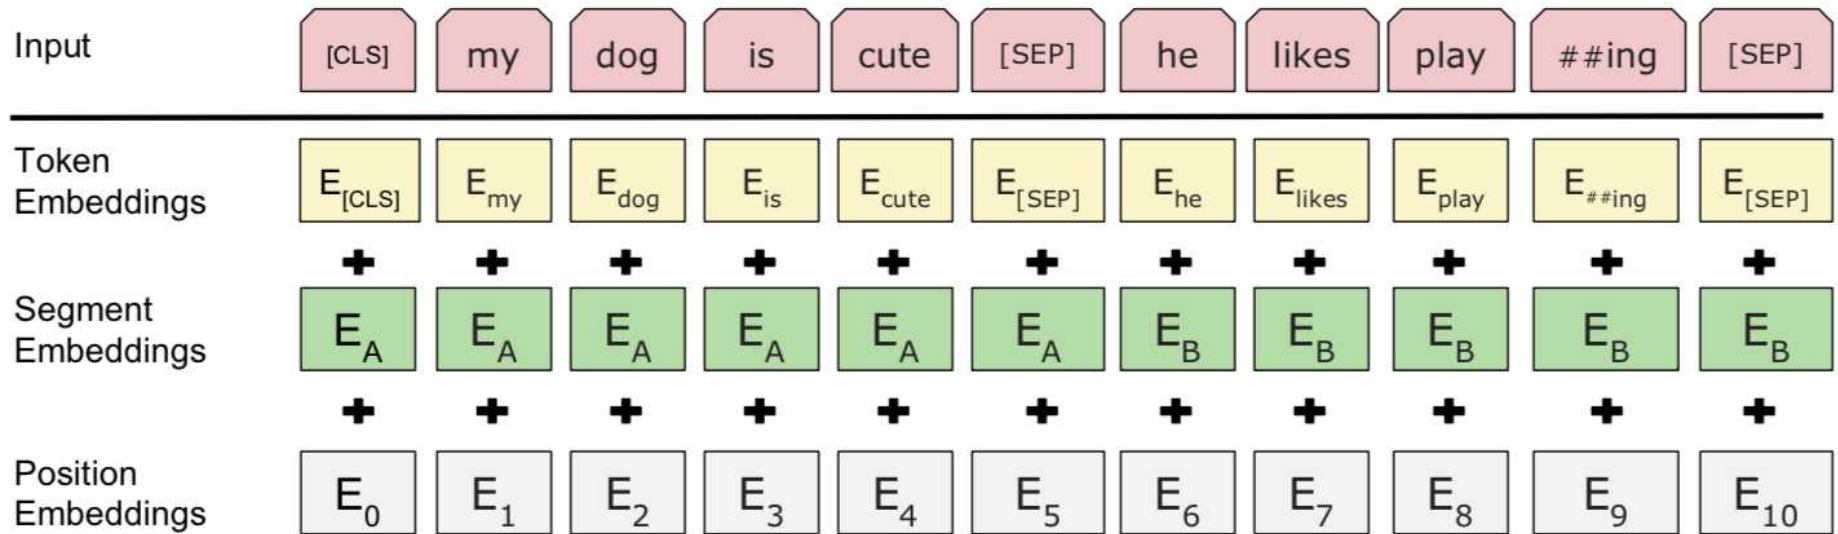 Input [CLS] my dog is cute [SEP] he likes play ##ing [SEP]
Token
Embeddings
E[CLS] Emy Edog Eis Ecute E[SEP] Ehe Elikes Eplay E##ing E[SEP]
+ + + + + + + + + + +
Segment
Embeddings
EA EA EA EA EA EA EB EB EB EB EB
+ + + + + + + + + + +
Position
Embeddings
E0 E1 E2 E3 E4 E5 E6 E7 E8 E9 E10